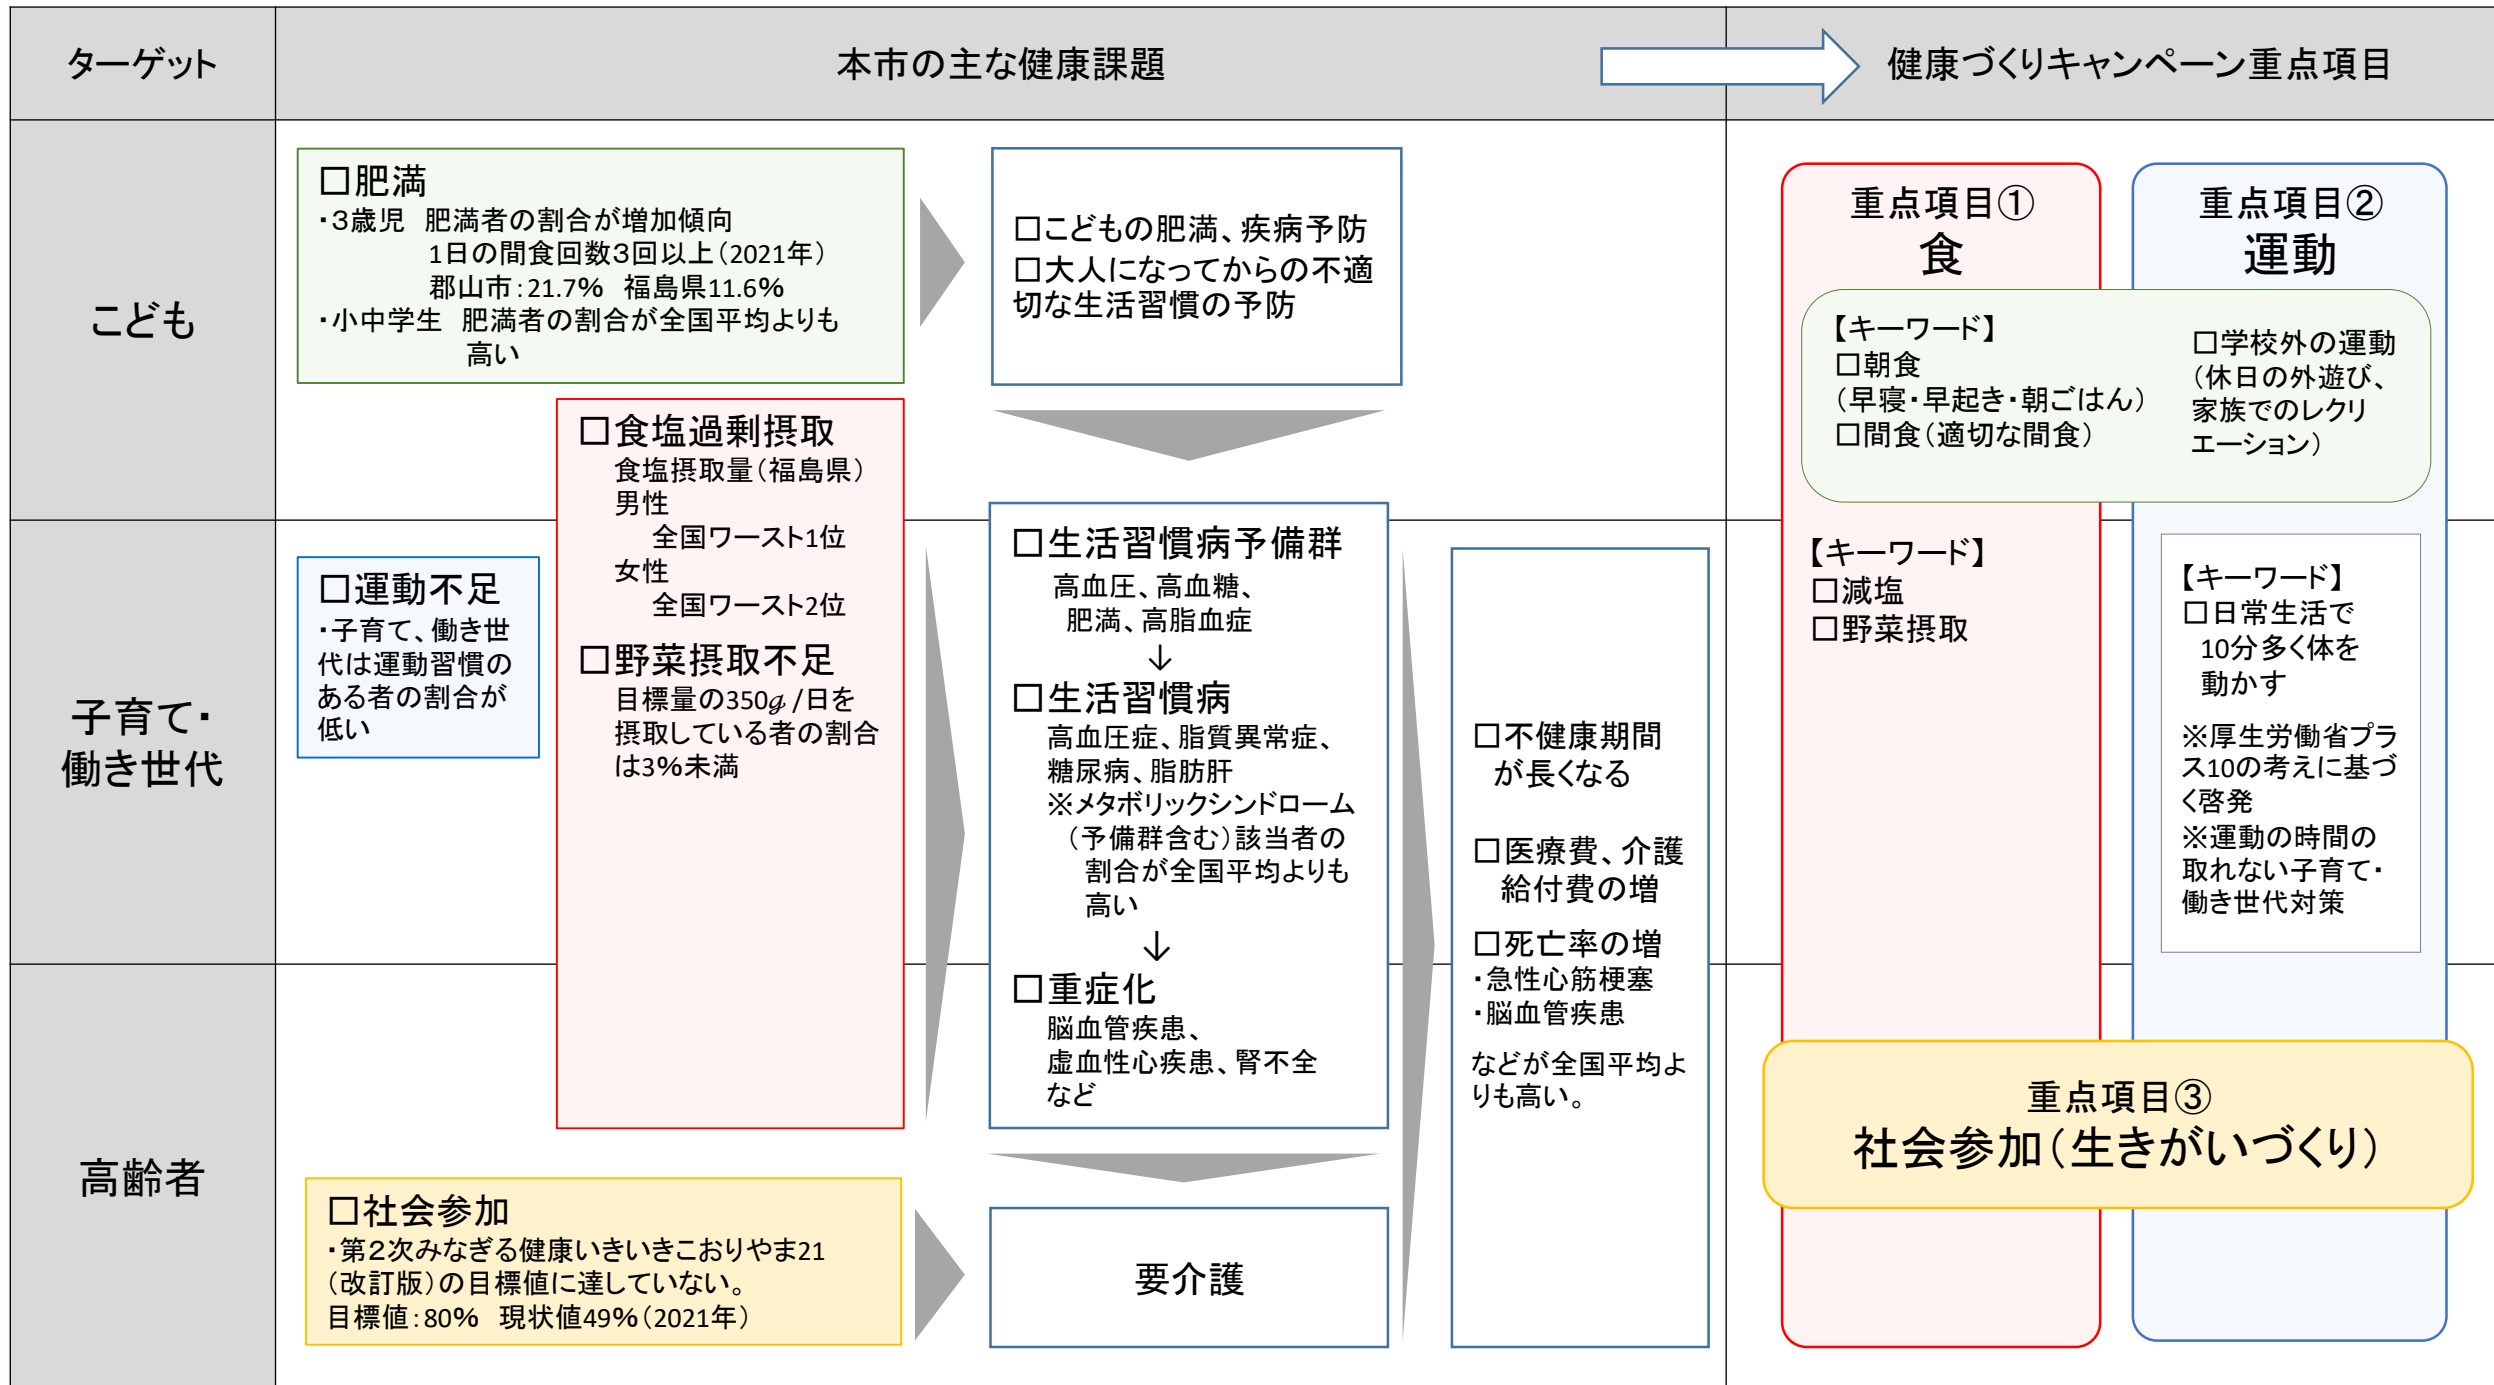 ターゲット
本市の主な健康課題
健康づくりキャンペーン重点項目
こども
□肥満
・３歳児　肥満者の割合が増加傾向
1日の間食回数３回以上（2021年）
郡山市：21.7％　福島県11.6％
・小中学生　肥満者の割合が全国平均よりも
高い
□こどもの肥満、疾病予防
□大人になってからの不適
切な生活習慣の予防
重点項目①
食
重点項目②
運動
【キーワード】
□朝食
（早寝・早起き・朝ごはん）
□間食（適切な間食）
□学校外の運動
（休日の外遊び、
家族でのレクリ
エーション）
□食塩過剰摂取
食塩摂取量（福島県）
男性
全国ワースト1位
女性
全国ワースト2位
□野菜摂取不足
目標量の350ℊ/日を
摂取している者の割合
は3％未満
子育て・
働き世代
□運動不足
・子育て、働き世
代は運動習慣の
ある者の割合が
低い
□生活習慣病予備群
高血圧、高血糖、
肥満、高脂血症
↓
□生活習慣病
高血圧症、脂質異常症、
糖尿病、脂肪肝
※メタボリックシンドローム
（予備群含む）該当者の
割合が全国平均よりも
高い
↓
□重症化
脳血管疾患、
虚血性心疾患、腎不全
など
□不健康期間
が長くなる
□医療費、介護
給付費の増
□死亡率の増
・急性心筋梗塞
・脳血管疾患
などが全国平均よ
りも高い。
【キーワード】
□減塩
□野菜摂取
【キーワード】
□日常生活で
10分多く体を
動かす
※厚生労働省プラ
ス10の考えに基づ
く啓発
※運動の時間の
取れない子育て・
働き世代対策
高齢者
□社会参加
・第２次みなぎる健康いきいきこおりやま21
（改訂版）の目標値に達していない。
目標値：80％　現状値49％（2021年）
要介護
重点項目③
社会参加（生きがいづくり）